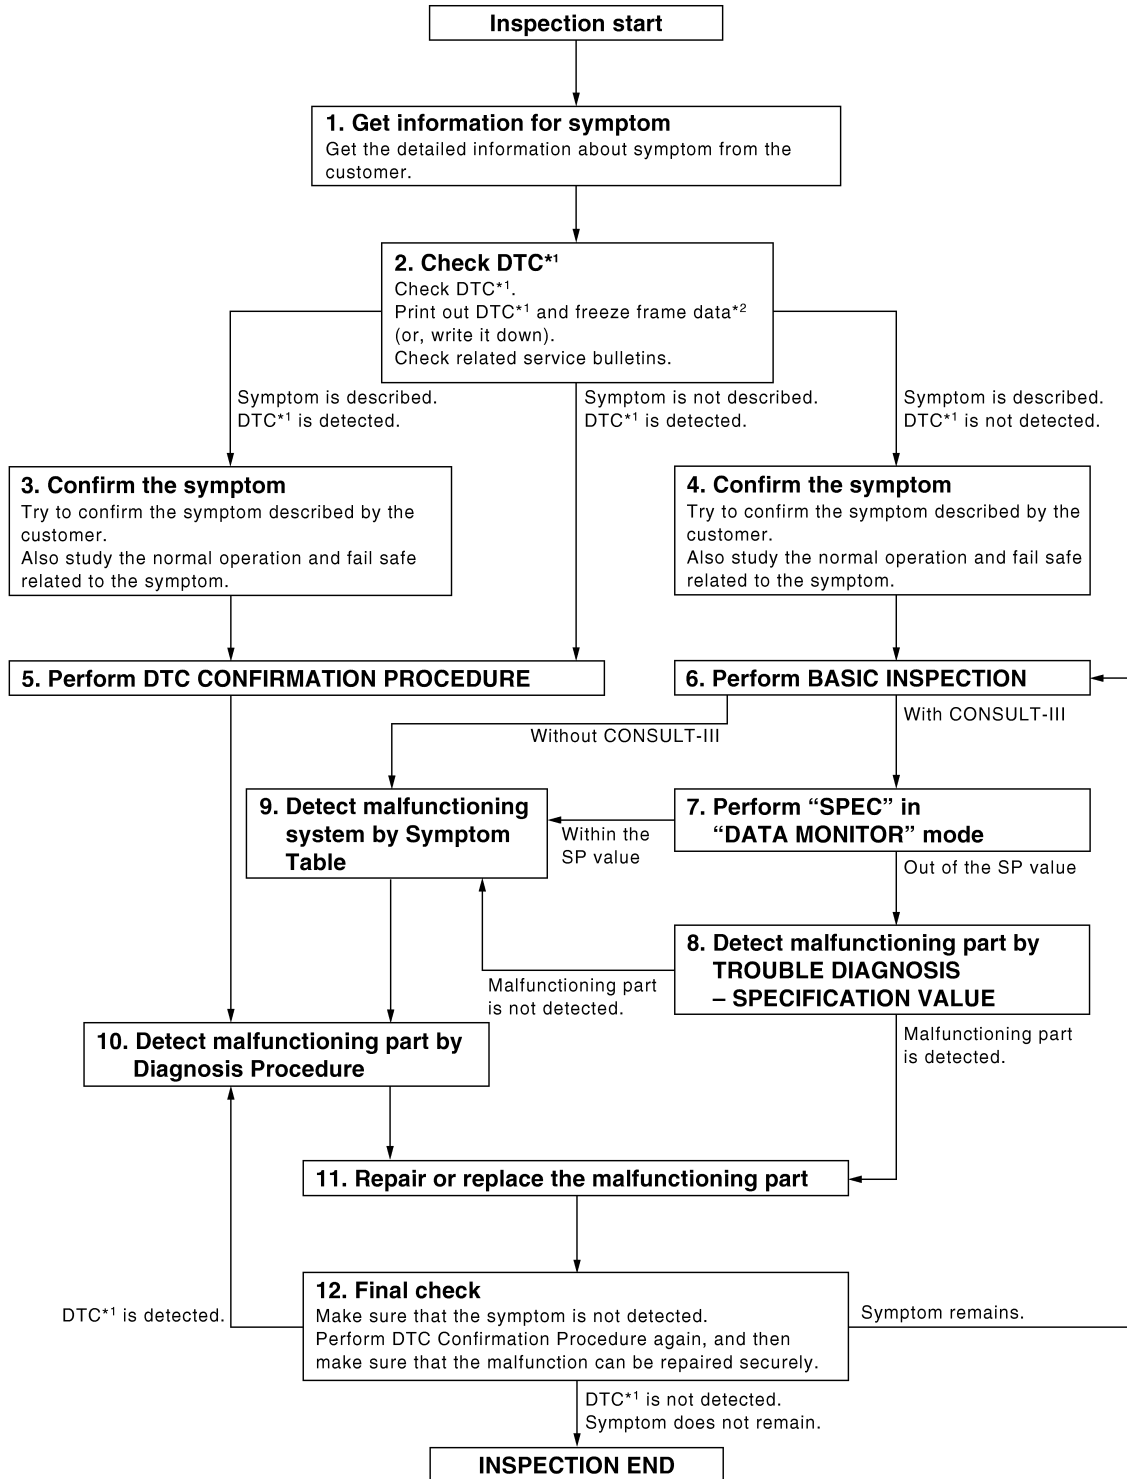 Inspection start
1. Get information for symptom
Get the detailed information about symptom from the
customer.
2. Check DTC*1
Check DTC*1.
Print out DTC*1 and freeze frame data*2
(or, write it down).
Check related service bulletins.
Symptom is described.
DTC*1 is detected.
Symptom is not described.
DTC*1 is detected.
Symptom is described.
DTC*1 is not detected.
3. Confirm the symptom
Try to confirm the symptom described by the
customer.
Also study the normal operation and fail safe
related to the symptom.
4. Confirm the symptom
Try to confirm the symptom described by the
customer.
Also study the normal operation and fail safe
related to the symptom.
5. Perform DTC CONFIRMATION PROCEDURE
6. Perform BASIC INSPECTION
Without CONSULT-III
With CONSULT-III
9. Detect malfunctioning
system by Symptom
Table
Within the
SP value
7. Perform “SPEC” in
“DATA MONITOR” mode
Out of the SP value
8. Detect malfunctioning part by
TROUBLE DIAGNOSIS
– SPECIFICATION VALUE
Malfunctioning part
is not detected.
Malfunctioning part
is detected.
10. Detect malfunctioning part by
Diagnosis Procedure
11. Repair or replace the malfunctioning part
12. Final check
Make sure that the symptom is not detected.
Perform DTC Confirmation Procedure again, and then
make sure that the malfunction can be repaired securely.
DTC*1 is detected.
Symptom remains.
DTC*1 is not detected.
Symptom does not remain.
INSPECTION END